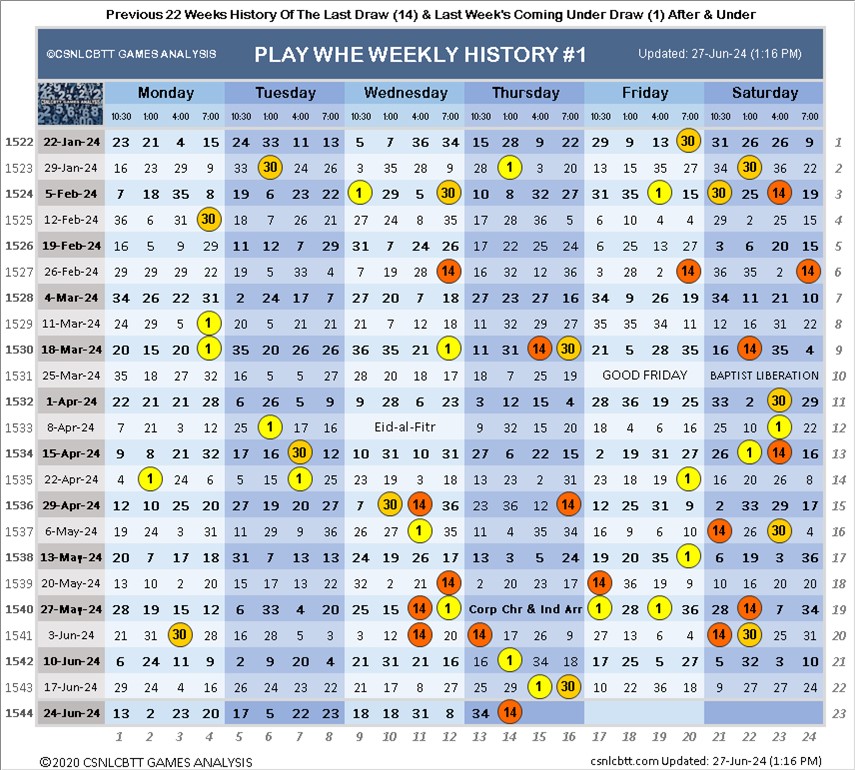 Previous 22 Weeks History Of The Last Draw (14) & Last Week's Coming Under Draw (1) After & Under
©CSNLCBTT GAMES ANALYSIS PLAY WHE WEEKLY HISTORY #1 Updated: 27-Jun-24 (1:16 PM)
CSNLCBTT GAMES ANALYSIS Monday Tuesday Wednesday Thursday Friday Saturday
10:30 1:00 4:00 7:00 10:30 1:00 4:00 7:00 10:30 1:00 4:00 7:00 10:30 1:00 4:00 7:00 10:30 1:00 4:00 7:00 10:30 1:00 4:00 7:00
1522 22-Jan-24 23 21 4 15 24 33 11 13 5 7 36 34 15 28 9 22 29 9 13 30 31 26 26 9 1
1523 29-Jan-24 16 23 29 9 33 30 24 26 3 35 28 9 28 1 3 20 13 15 35 27 34 30 22 36 2
1524 5-Feb-24 7 18 35 8 19 6 23 22 1 29 5 30 10 8 32 27 31 35 1 15 30 25 14 19 3
1525 12-Feb-24 36 6 31 30 18 7 26 21 27 24 8 35 17 28 36 5 6 10 4 4 29 2 25 15 4
1526 19-Feb-24 16 5 9 29 11 12 7 29 31 7 24 26 17 22 25 24 6 25 13 27 3 6 20 15 5
1527 26-Feb-24 29 29 29 22 19 5 33 4 7 19 28 14 16 32 12 36 3 28 2 14 36 35 2 14 6
1528 4-Mar-24 34 26 22 31 2 24 17 7 27 20 7 18 27 23 27 16 34 9 26 19 34 11 21 10 7
1529 11-Mar-24 24 29 5 1 20 5 21 21 21 7 12 18 11 32 29 27 35 35 34 11 12 16 31 22 8
1530 18-Mar-24 20 15 20 1 35 20 26 26 36 35 21 1 11 31 14 30 21 5 28 35 16 14 35 4 9
1531 25-Mar-24 35 18 27 32 16 5 5 27 28 20 18 17 18 7 25 19 GOOD FRIDAY BAPTIST LIBERATION 10
1532 1-Apr-24 22 21 21 28 6 26 5 9 9 28 6 23 3 12 15 4 28 36 19 25 33 2 30 29 11
1533 8-Apr-24 7 21 3 12 25 1 17 16 Eid-al-Fitr 9 32 15 20 18 4 6 16 25 10 1 22 12
1534 15-Apr-24 9 8 21 32 17 16 30 12 10 31 10 31 27 6 22 15 2 19 31 27 26 1 14 16 13
1535 22-Apr-24 4 1 24 6 5 15 1 7 23 19 3 18 13 23 2 31 23 28 19 1 16 20 26 8 14
1536 29-Apr-24 12 10 20 25 27 19 20 27 7 30 11 36 23 36 12 14 12 25 31 9 2 33 29 17 15
1537 6-May-24 19 24 3 31 11 29 9 36 26 27 1 35 11 4 35 34 16 9 6 10 14 26 30 4 16
1538 13-May-24 20 7 17 18 31 7 13 13 24 19 26 17 13 3 5 24 19 20 35 1 6 19 3 36 17
1539 20-May-24 13 10 2 20 15 17 13 22 32 2 21 14 2 20 23 17 14 36 19 9 10 16 20 20 18
1540 27-May-24 28 19 15 12 6 33 4 20 25 15 14 1 Corp Chr & Ind Arr 1 28 1 36 28 14 7 34 19
1541 3-Jun-24 21 31 30 28 16 28 5 3 3 12 14 20 13 17 26 9 27 13 6 4 21 30 25 31 20
1542 10-Jun-24 6 24 11 9 2 9 20 4 21 31 21 16 16 1 34 18 17 25 5 27 5 32 3 10 21
1543 17-Jun-24 29 24 4 16 26 24 23 22 21 17 8 27 25 29 1 30 10 22 36 18 9 27 27 24 22
1544 24-Jun-24 13 2 23 20 17 5 22 23 18 18 31 8 34 14 23
1 2 3 4 5 6 7 8 9 10 11 12 13 14 15 16 17 18 19 20 21 22 23 24
©2020 CSNLCBTT GAMES ANALYSIS csnlcbtt.com Updated: 27-Jun-24 (1:16 PM)